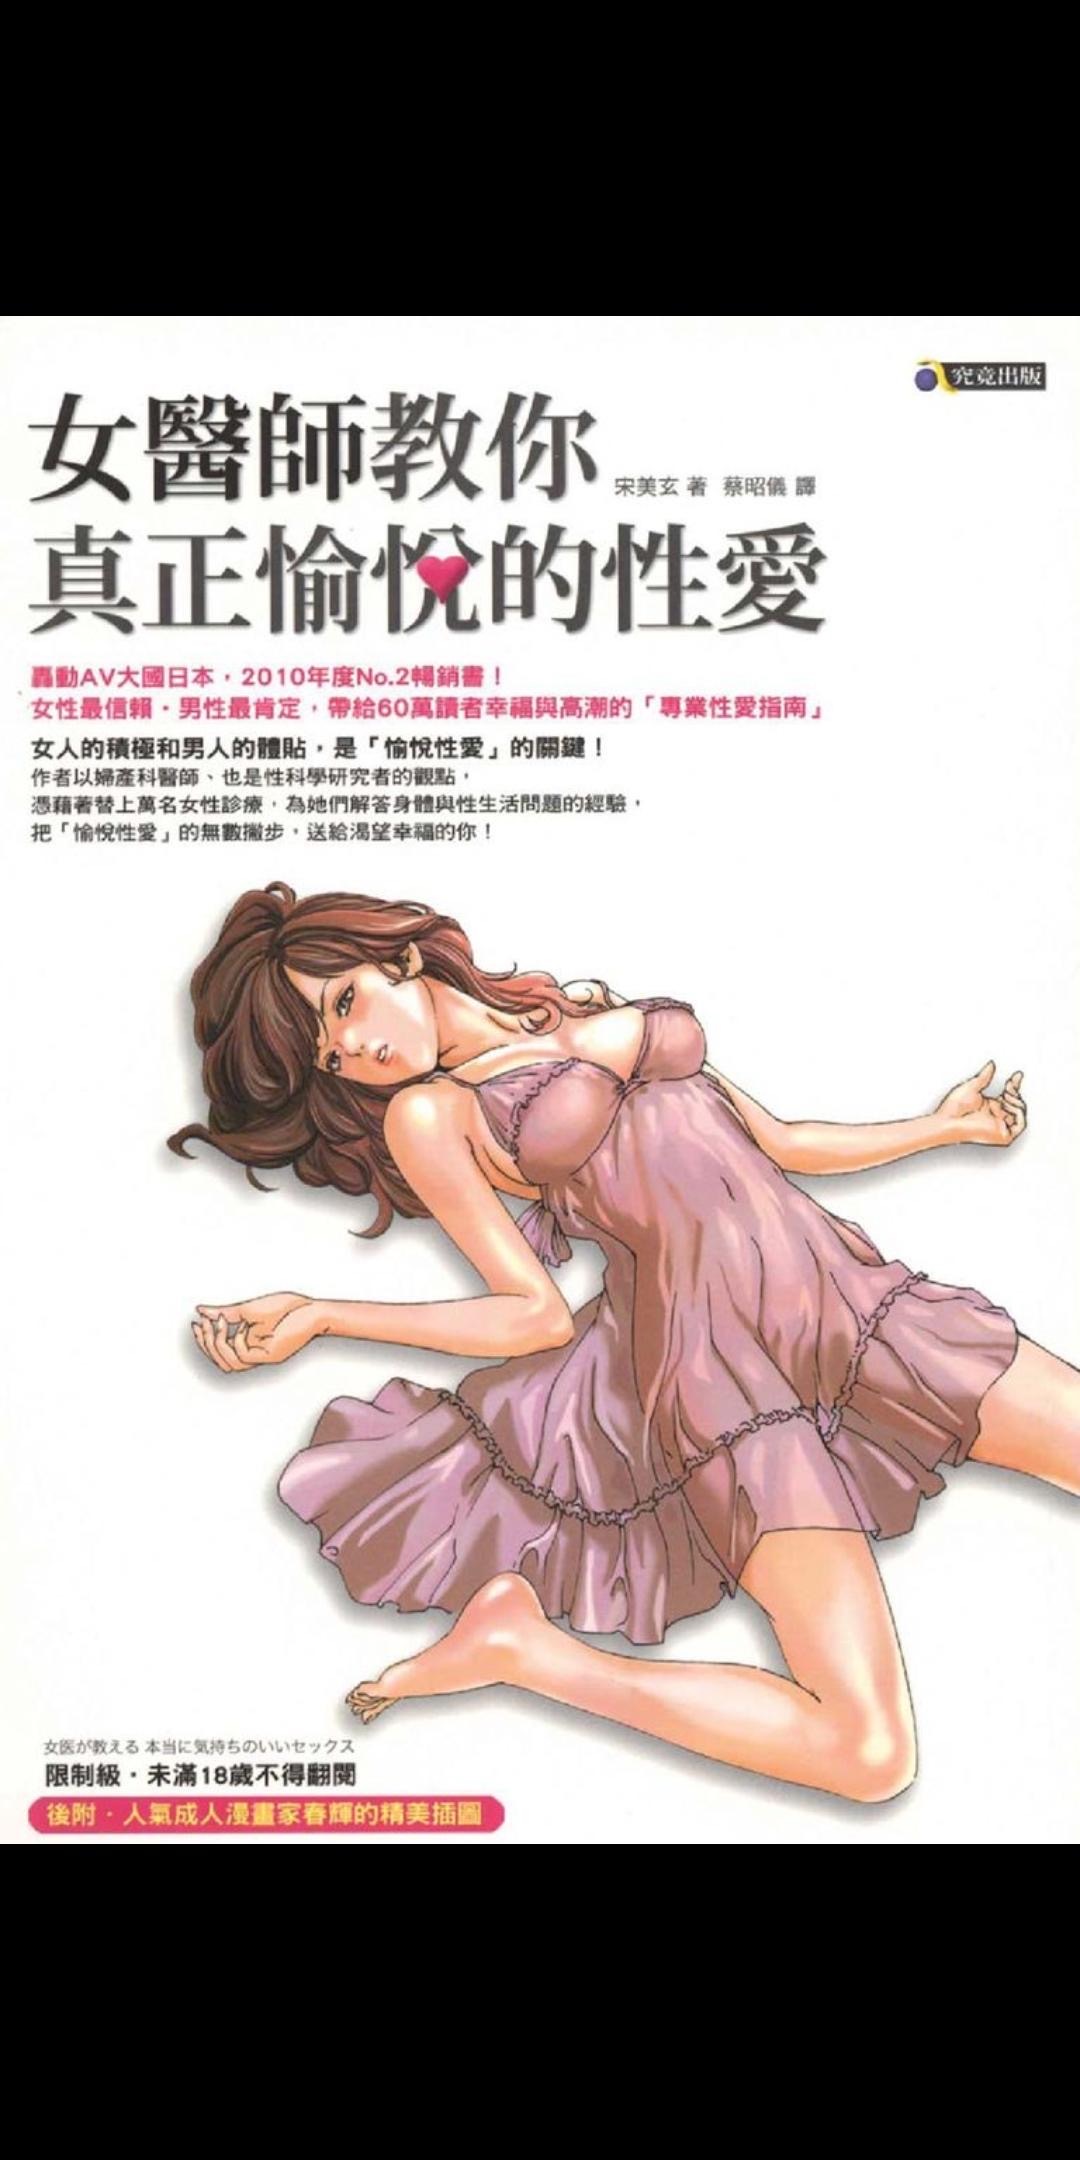 究竟出版
女醫師教你
宋美玄 著 蔡昭儀 譯
真正愉悅的性愛
轟動AV大國日本，2010年度No.2暢銷書！
女性最信賴・男性最肯定，帶給60萬讀者幸福與高潮的「專業性愛指南」
女人的積極和男人的體貼，是「愉悅性愛」的關鍵！
作者以婦產科醫師、也是性科學研究者的觀點，
憑藉著替上萬名女性診療，為她們解答身體與性生活問題的經驗，
把「愉悅性愛」的無數撇步，送給渴望幸福的你！
女医が教える 本当に気持ちのいいセックス
限制級・未滿18歲不得翻閱
後附・人氣成人漫畫家春輝的精美插圖